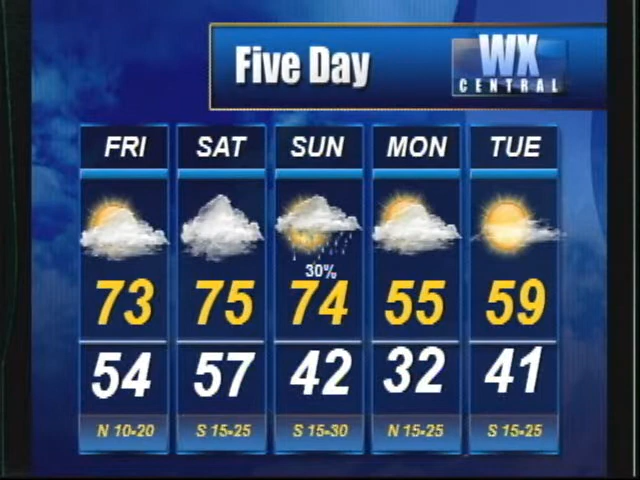 Five Day
WX
CENTRAL
FRI SAT SUN MON TUE
30%
73 75 74 55 59
54 57 42 32 41
N 10-20 S 15-25 S 15-30 N 15-25 S 15-25